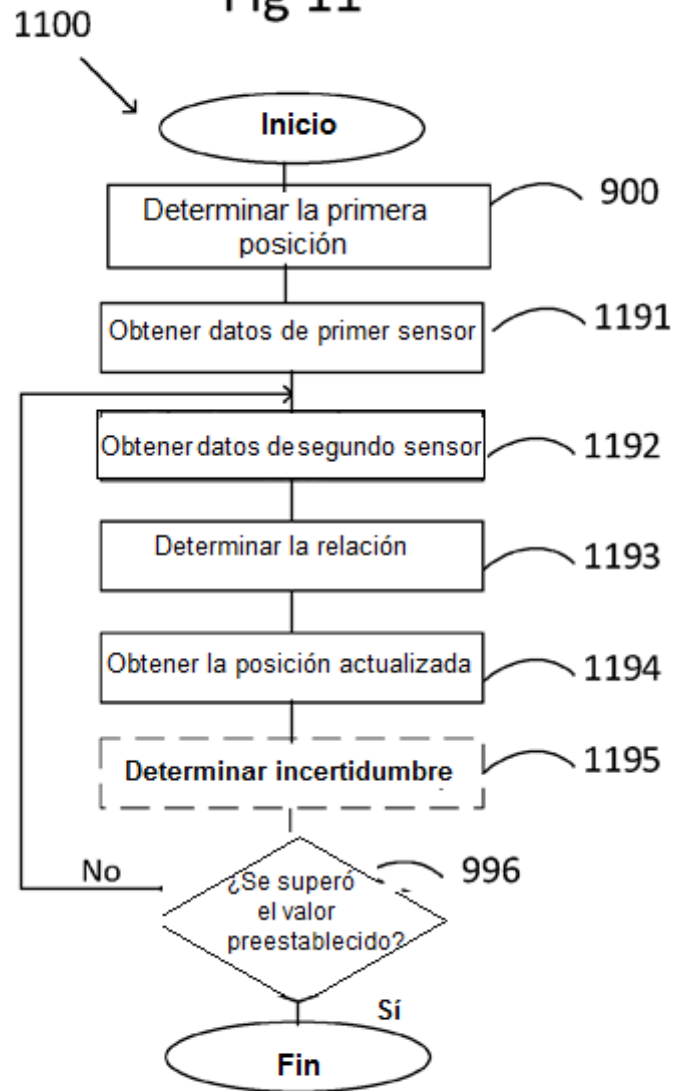 Fig 11
1100
Inicio
Determinar la primera
posición
900
Obtener datos de primer sensor
1191
Obtener datos de segundo sensor
1192
Determinar la relación
1193
Obtener la posición actualizada
1194
Determinar incertidumbre
1195
¿Se superó
el valor
preestablecido?
996
No
Sí
Fin